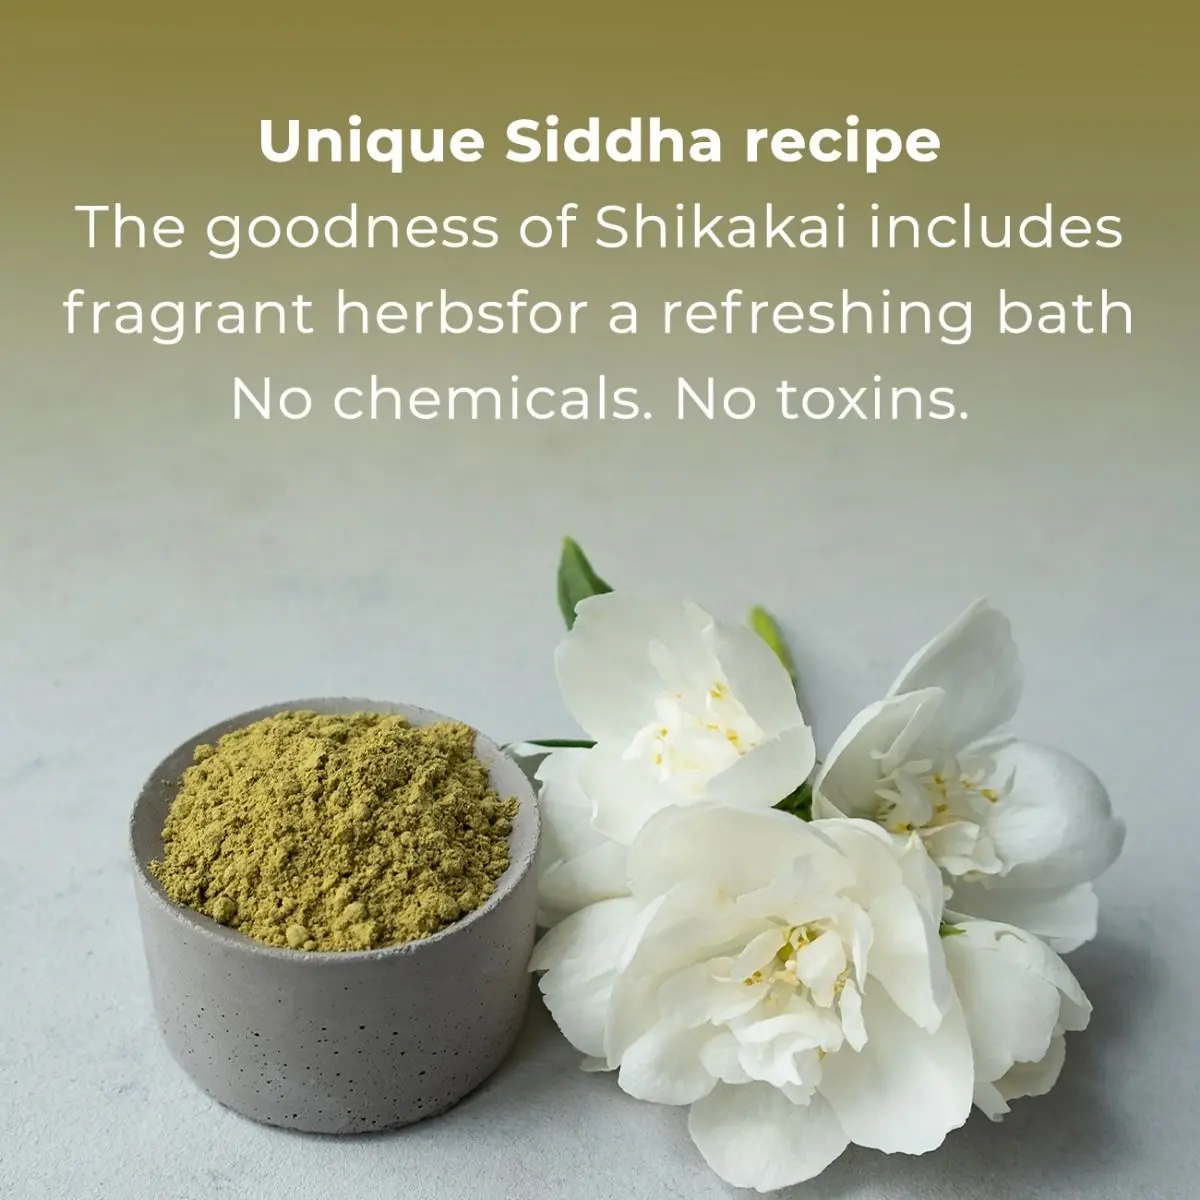 Unique Siddha recipe
The goodness of Shikakai includes
fragrant herbsfor a refreshing bath
No chemicals. No toxins.